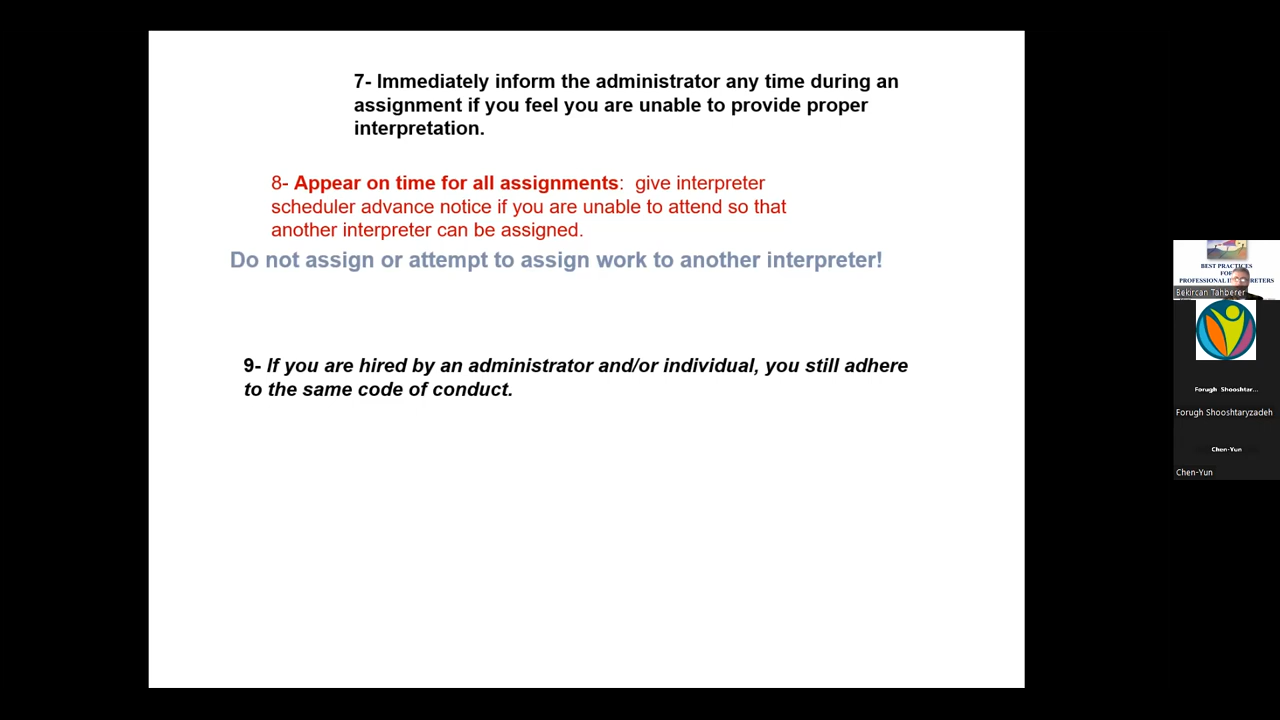 7- Immediately inform the administrator any time during an
assignment if you feel you are unable to provide proper
interpretation.
8- Appear on time for all assignments:  give interpreter
scheduler advance notice if you are unable to attend so that
another interpreter can be assigned.
Do not assign or attempt to assign work to another interpreter!
9- If you are hired by an administrator and/or individual, you still adhere
to the same code of conduct.
BEST PRACTICES
FOR
PROFESSIONAL
Bekircan Tahberer
Forugh Shooshtar...
Forugh Shooshtaryzadeh
Chen-Yun
Chen-Yun